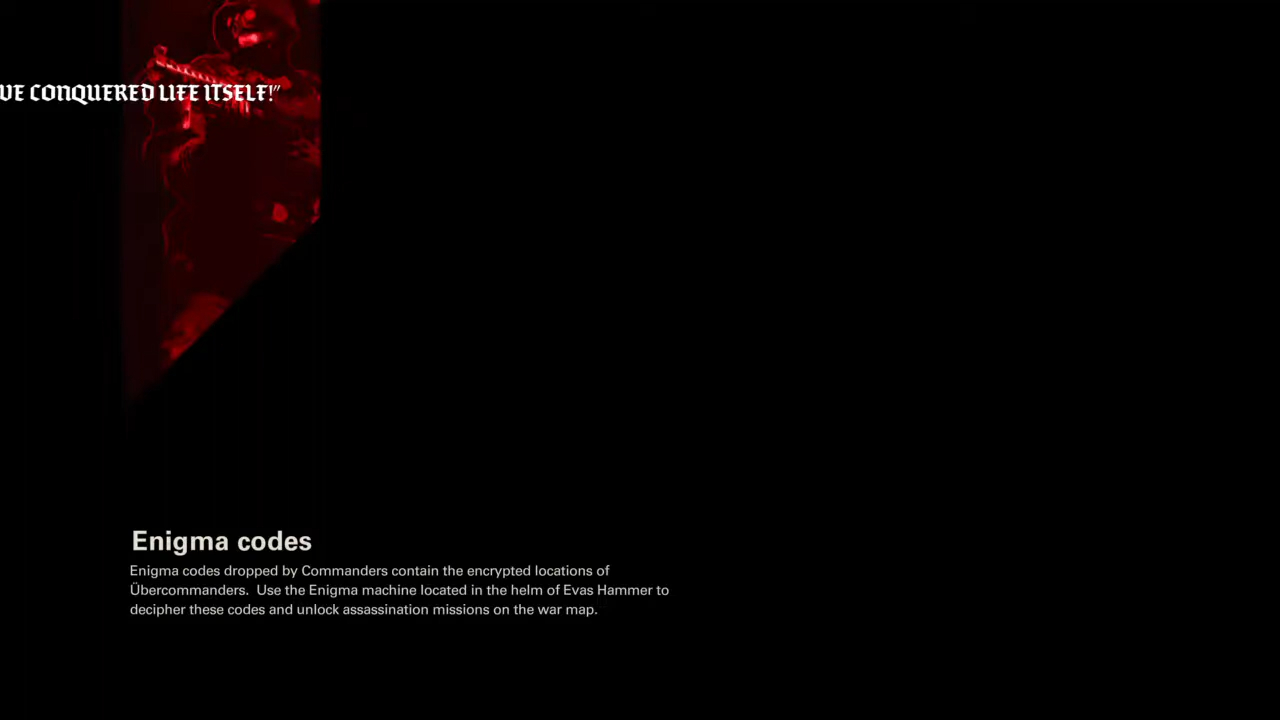 VE CONQUERED LIFE ITSELF!”
Enigma codes
Enigma codes dropped by Commanders contain the encrypted locations of
Übercommanders.  Use the Enigma machine located in the helm of Evas Hammer to
decipher these codes and unlock assassination missions on the war map.